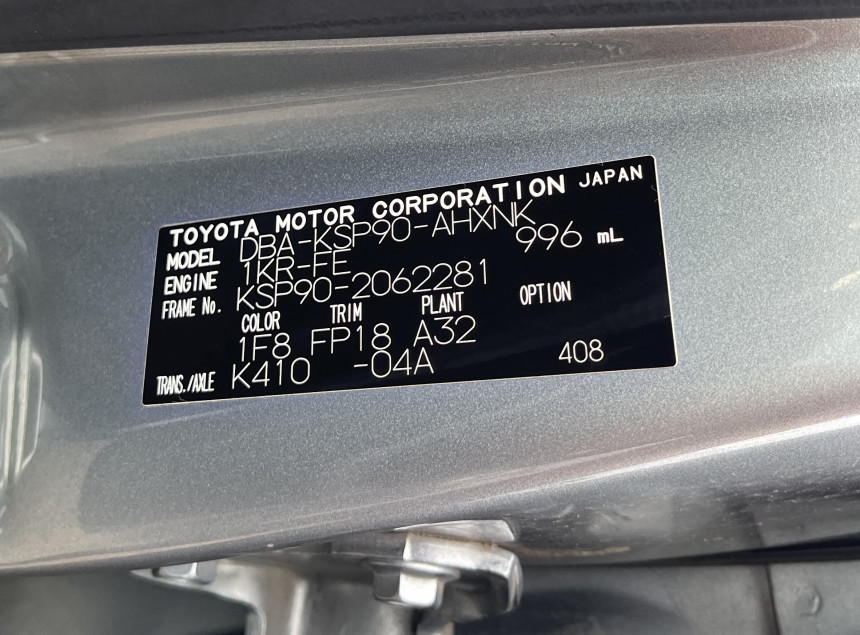 TOYOTA MOTOR CORPORATION JAPAN
MODEL DBA-KSP90-AHXNK
ENGINE 1KR-FE 996 mL
FRAME No. KSP90-2062281
COLOR TRIM PLANT OPTION
1F8 FP18 A32
TRANS./AXLE K410 -04A 408